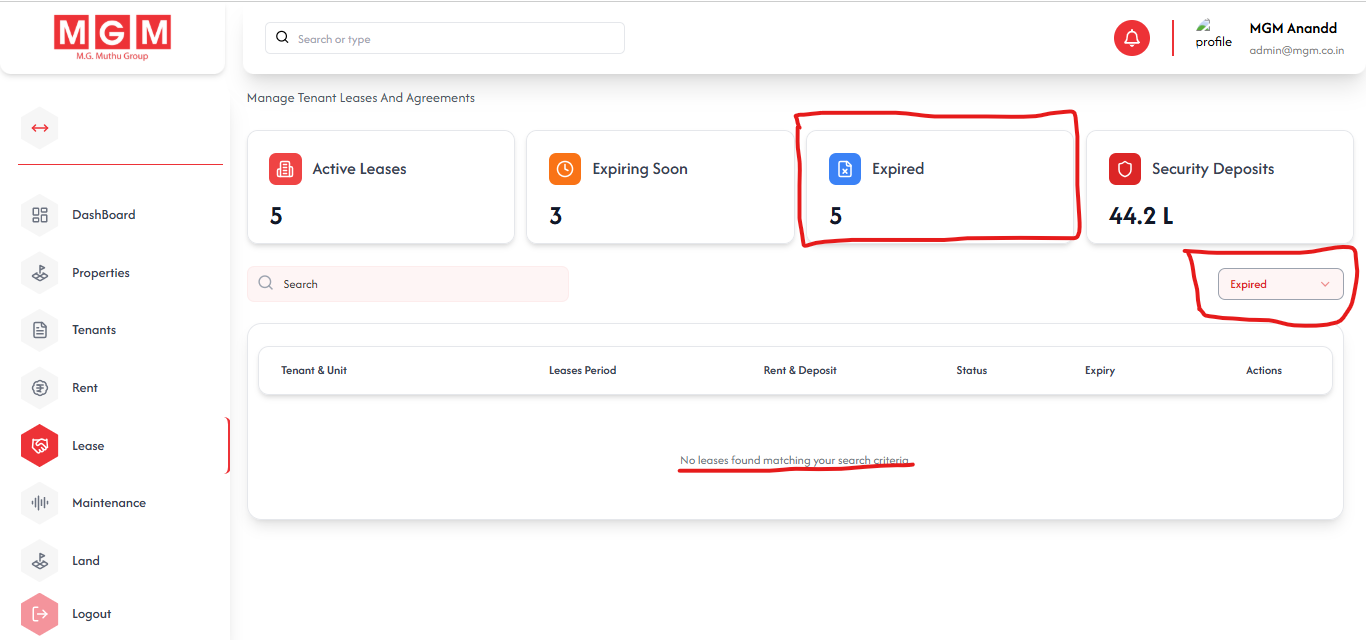 MGM
M.G. Muthu Group
Search or type
profile
MGM Anandd
admin@mgm.co.in
Manage Tenant Leases And Agreements
Active Leases
5
Expiring Soon
3
Expired
5
Security Deposits
44.2 L
Search
Expired
DashBoard
Properties
Tenants
Rent
Lease
Maintenance
Land
Logout
Tenant & Unit Leases Period Rent & Deposit Status Expiry Actions
No leases found matching your search criteria.